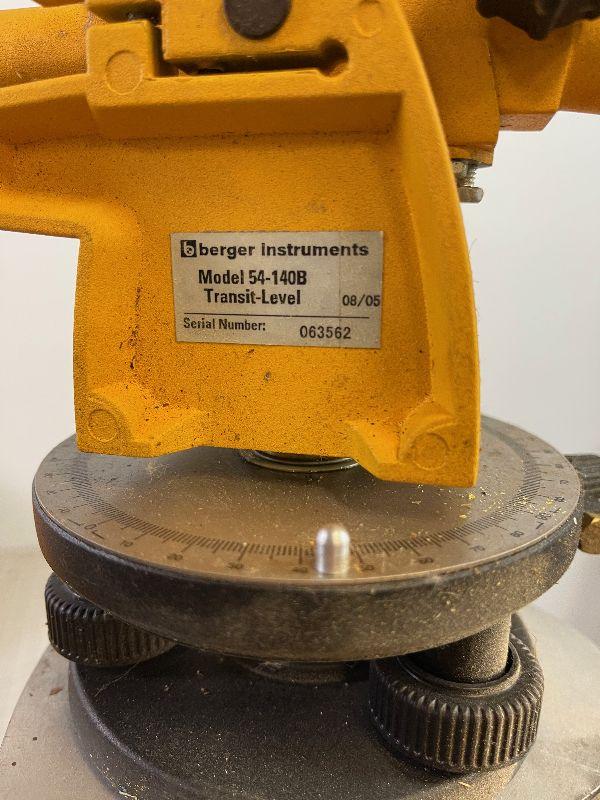 berger instruments
Model 54-140B
Transit-Level 08/05
Serial Number: 063562